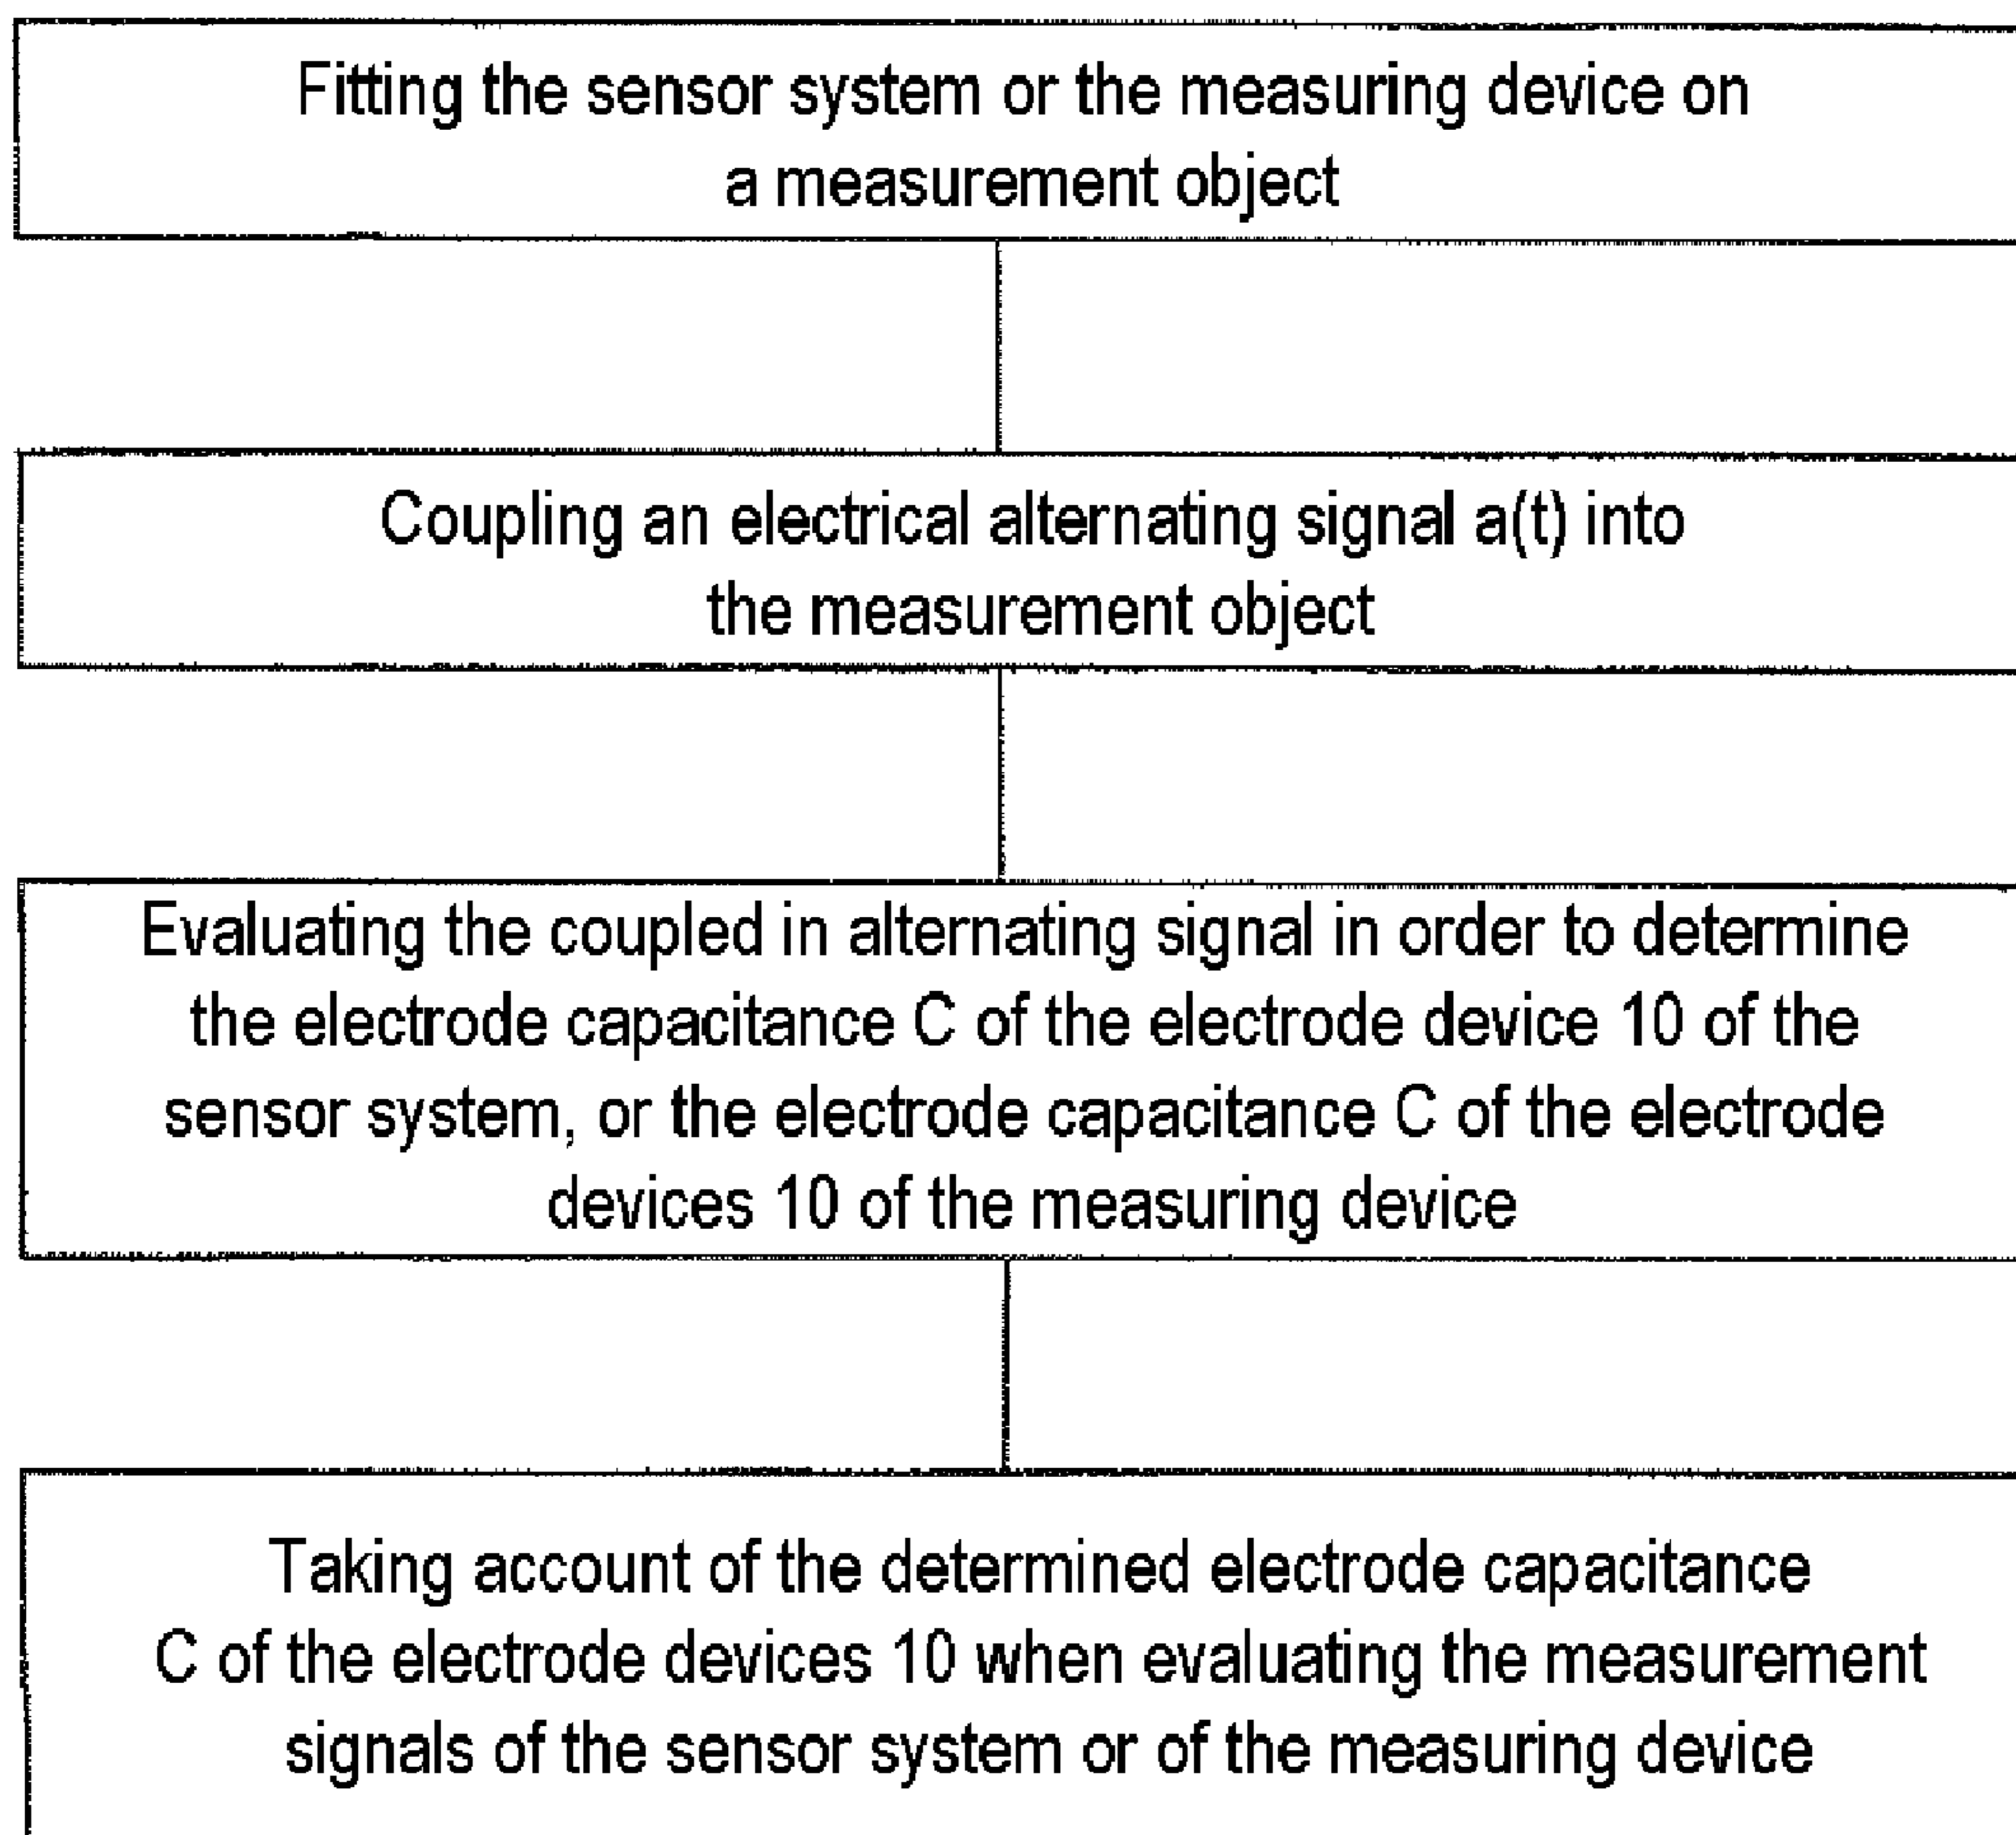 Fitting the sensor system or the measuring device on
a measurement object
Coupling an electrical alternating signal a(t) into
the measurement object
Evaluating the coupled in alternating signal in order to determine
the electrode capacitance C of the electrode device 10 of the
sensor system, or the electrode capacitance C of the electrode
devices 10 of the measuring device
Taking account of the determined electrode capacitance
C of the electrode devices 10 when evaluating the measurement
signals of the sensor system or of the measuring device